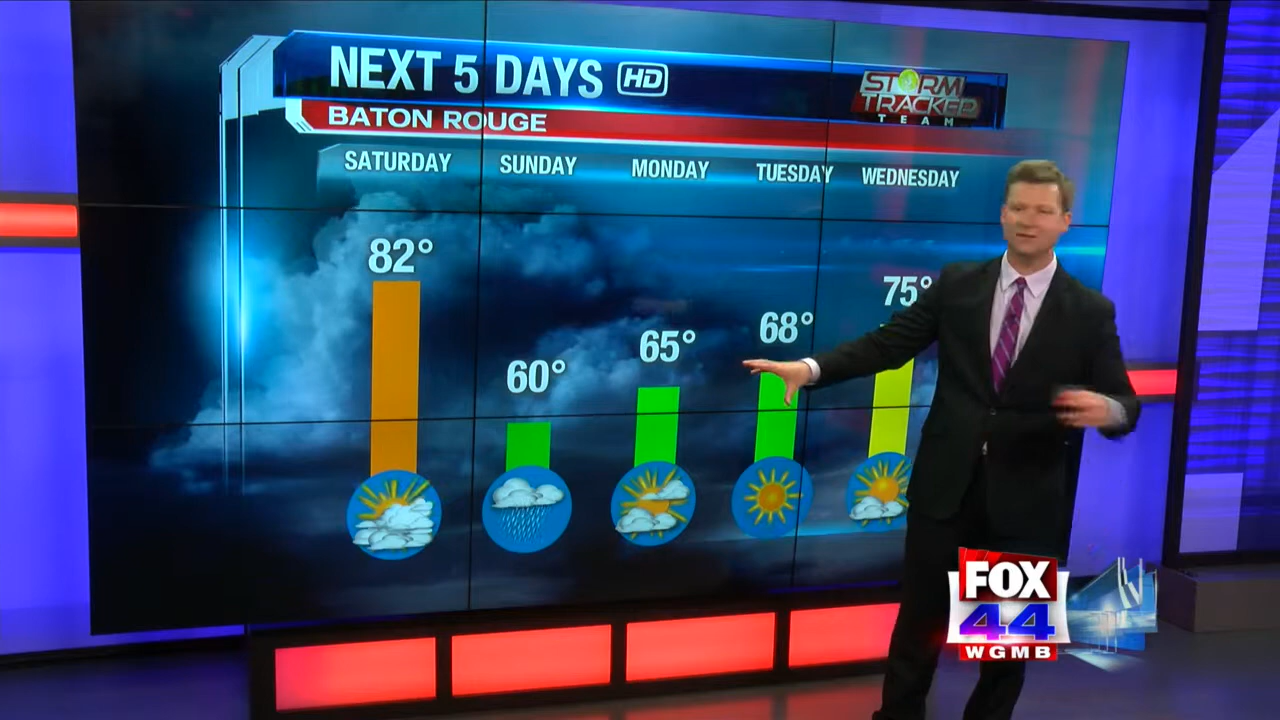 NEXT 5 DAYS HD
STORM
TRACKER
TEAM
BATON ROUGE
SATURDAY SUNDAY MONDAY TUESDAY WEDNESDAY
82° 60° 65° 68° 75°
FOX
44
WGMB